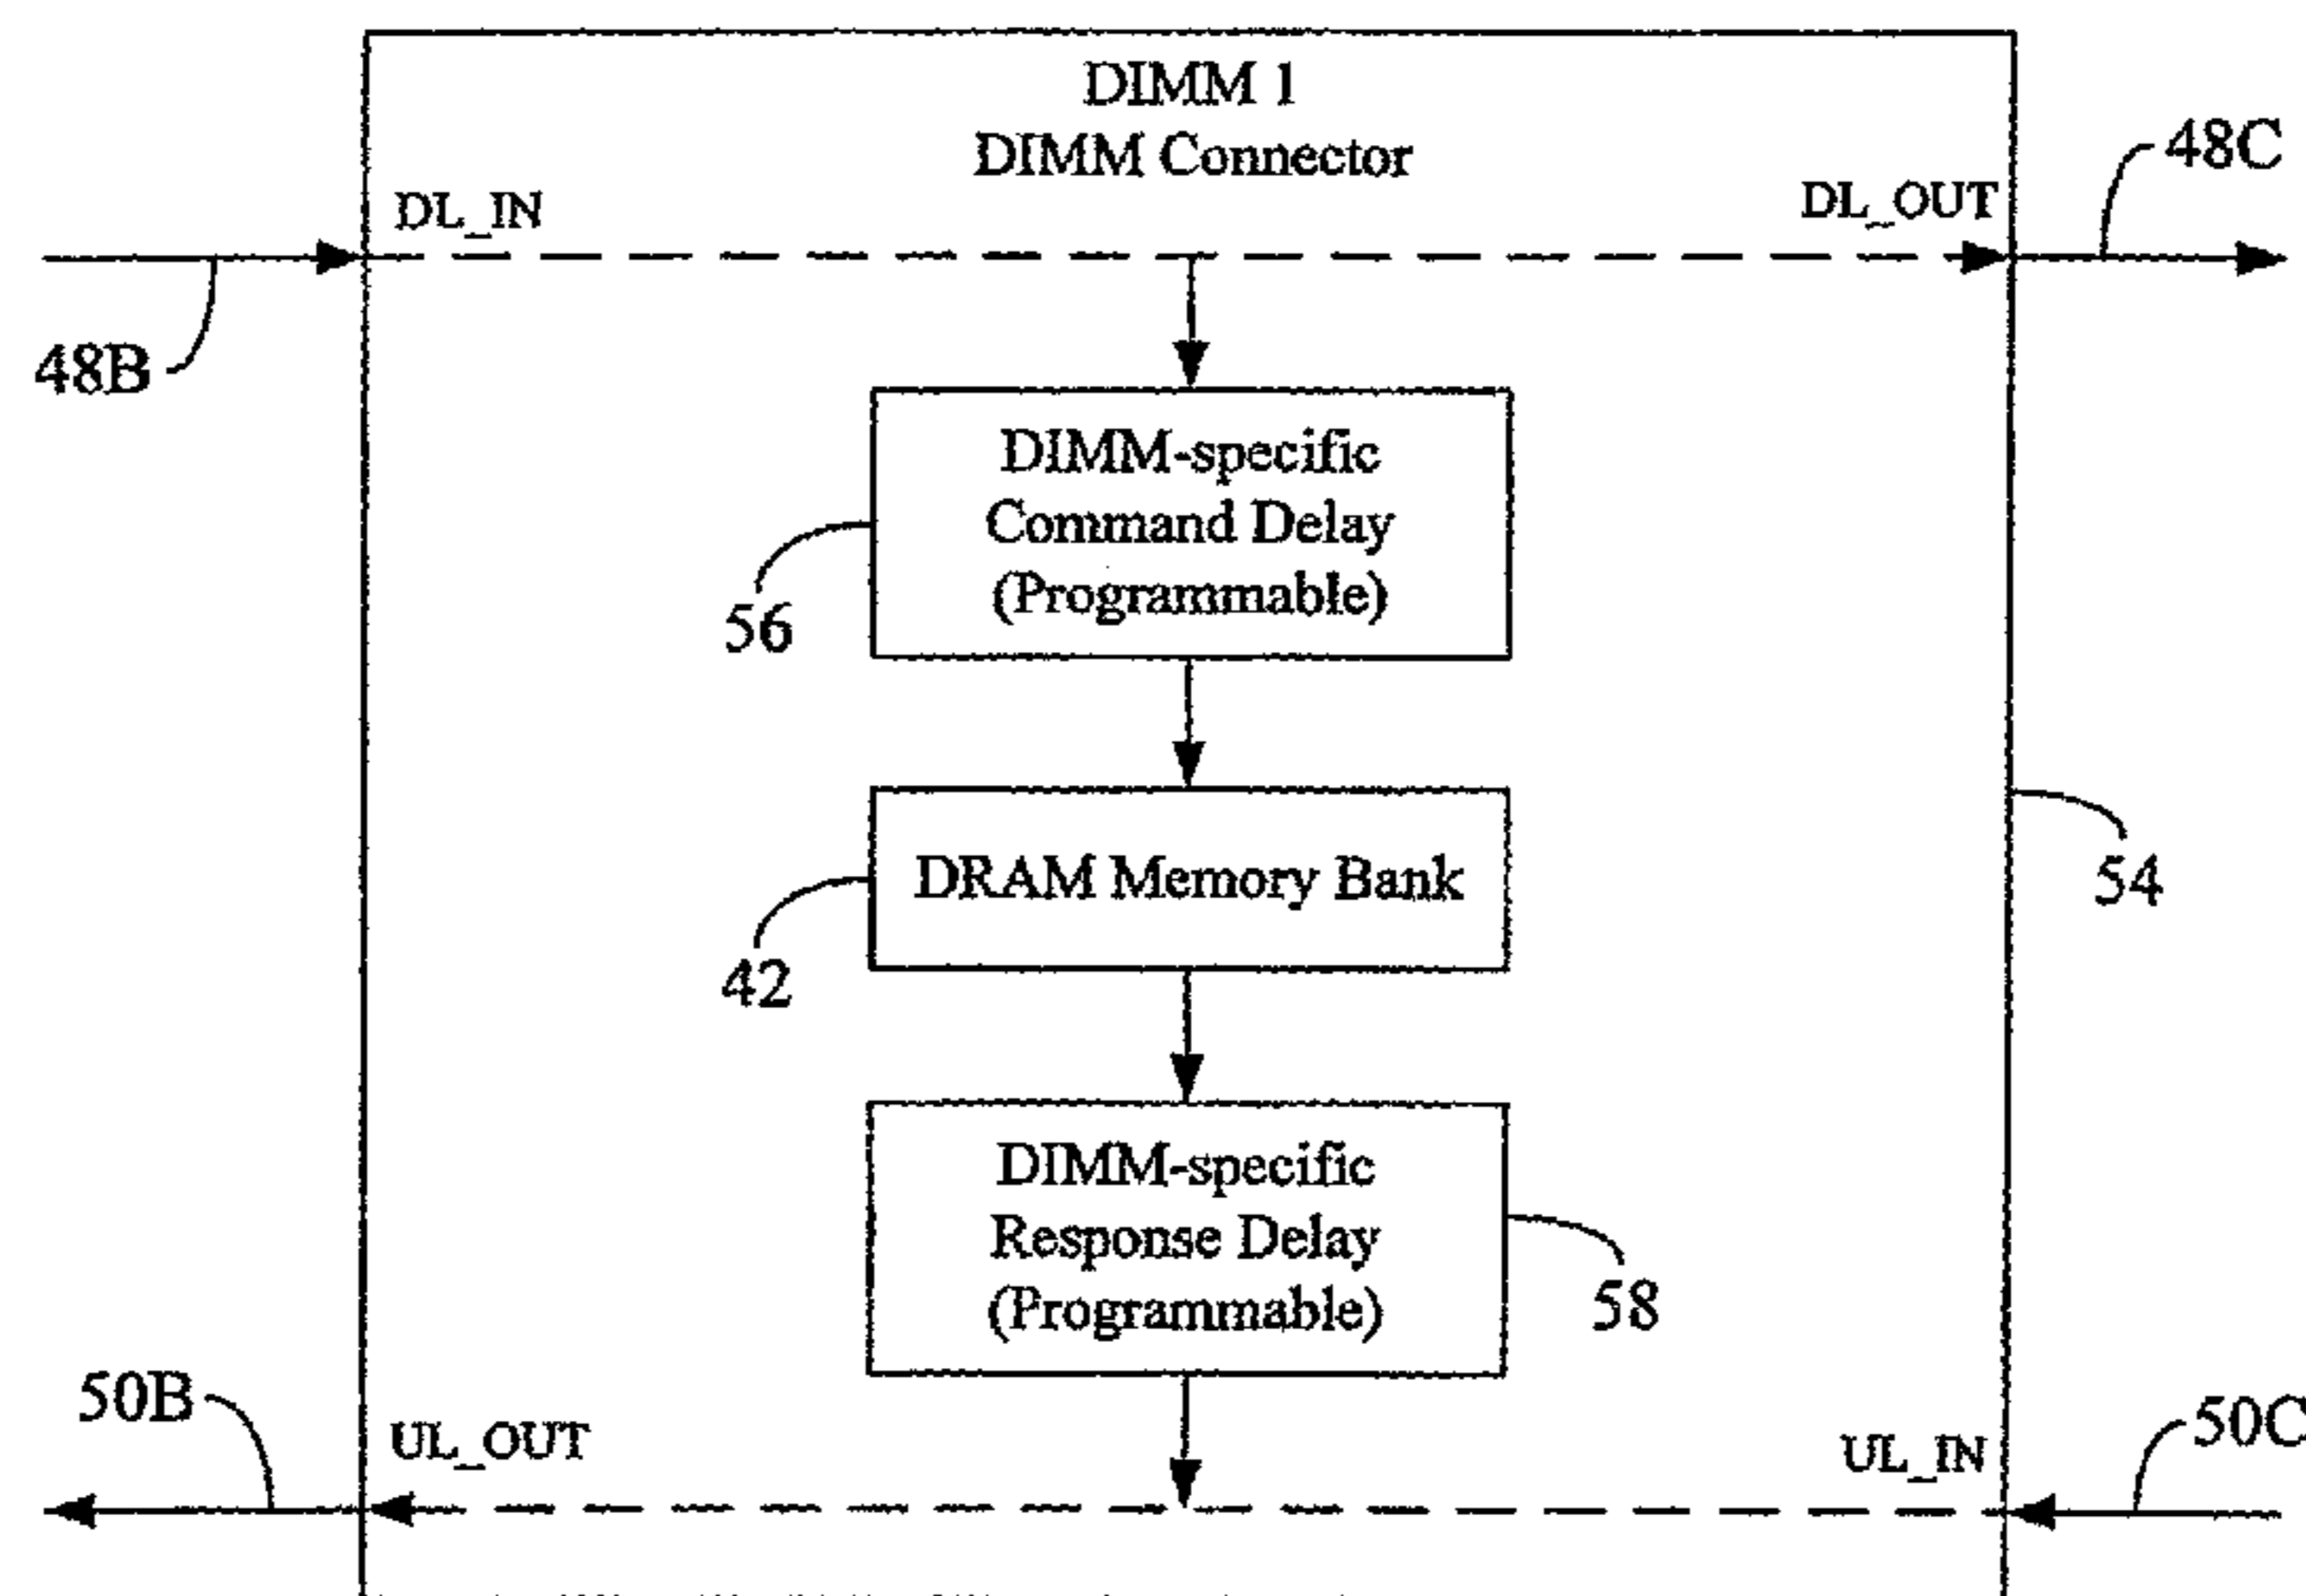 DIMM 1
DIMM Connector
48C
DL_IN
DL_OUT
48B
DIMM-specific
Command Delay
(Programmable)
56
DRAM Memory Bank
54
42
DIMM-specific
Response Delay
(Programmable)
58
50B
50C
UL_OUT
UL_IN